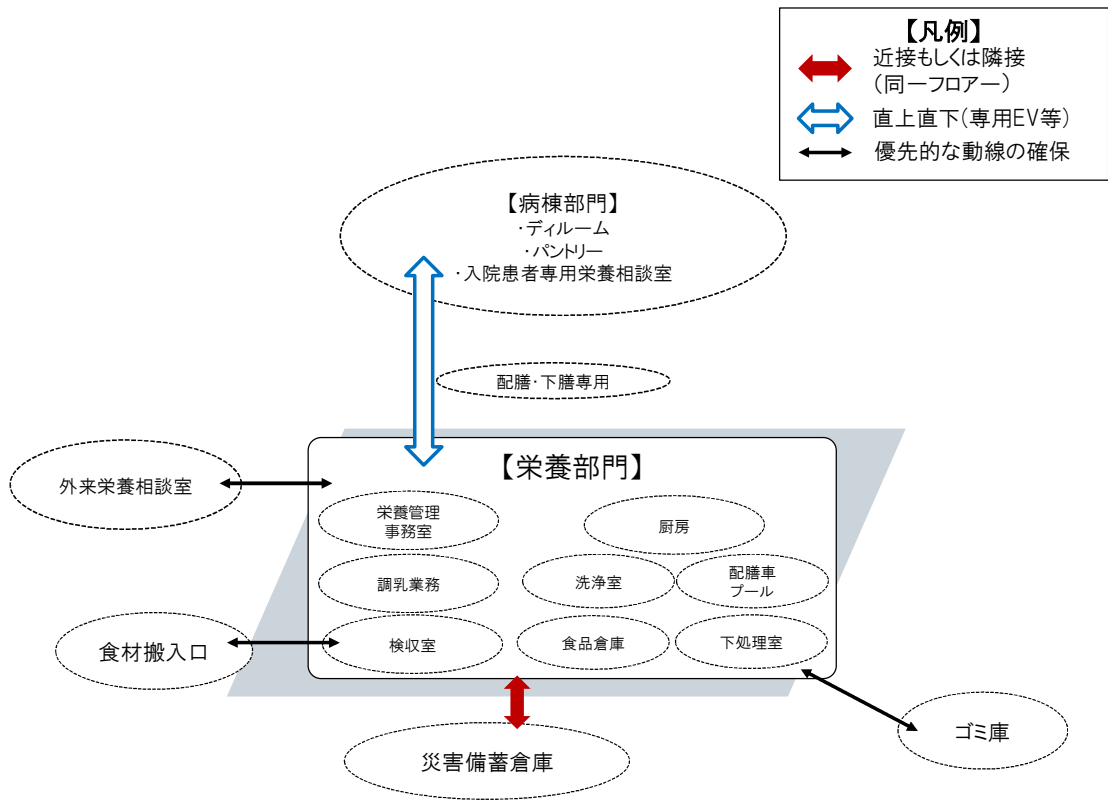 【凡例】
近接もしくは隣接
(同一フロアー)
直上直下(専用EV等)
優先的な動線の確保
【病棟部門】
・ディルーム
・パントリー
・入院患者専用栄養相談室
配膳・下膳専用
【栄養部門】
外来栄養相談室
栄養管理
事務室
厨房
調乳業務
洗浄室
配膳車
プール
食材搬入口
検収室
食品倉庫
下処理室
災害備蓄倉庫
ゴミ庫